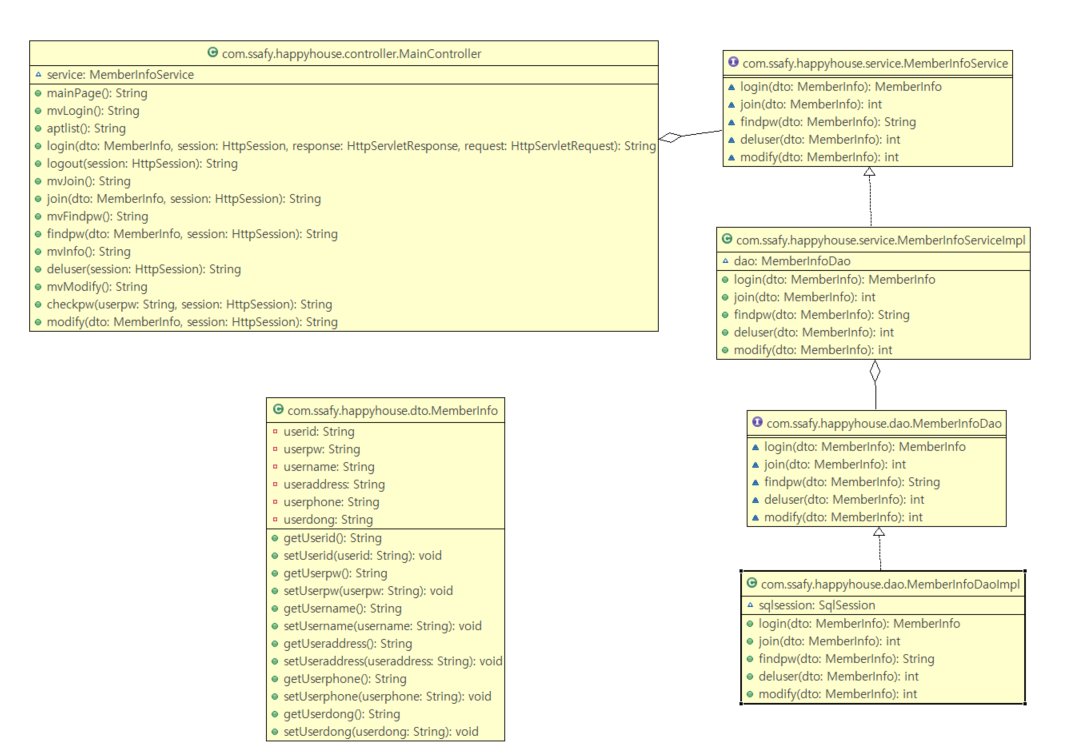 com.ssafy.happyhouse.controller.MainController
service: MemberInfoService
mainPage(): String
mvLogin(): String
aptlist(): String
login(dto: MemberInfo, session: HttpSession, response: HttpServletResponse, request: HttpServletRequest): String
logout(session: HttpSession): String
mvJoin(): String
join(dto: MemberInfo, session: HttpSession): String
mvFindpw(): String
findpw(dto: MemberInfo, session: HttpSession): String
mvInfo(): String
deluser(session: HttpSession): String
mvModify(): String
checkpw(userpw: String, session: HttpSession): String
modify(dto: MemberInfo, session: HttpSession): String
com.ssafy.happyhouse.service.MemberInfoService
login(dto: MemberInfo): MemberInfo
join(dto: MemberInfo): int
findpw(dto: MemberInfo): String
deluser(dto: MemberInfo): int
modify(dto: MemberInfo): int
com.ssafy.happyhouse.service.MemberInfoServiceImpl
dao: MemberInfoDao
login(dto: MemberInfo): MemberInfo
join(dto: MemberInfo): int
findpw(dto: MemberInfo): String
deluser(dto: MemberInfo): int
modify(dto: MemberInfo): int
com.ssafy.happyhouse.dto.MemberInfo
userid: String
userpw: String
username: String
useraddress: String
userphone: String
userdong: String
getUserid(): String
setUserid(userid: String): void
getUserpw(): String
setUserpw(userpw: String): void
getUsername(): String
setUsername(username: String): void
getUseraddress(): String
setUseraddress(useraddress: String): void
getUserphone(): String
setUserphone(userphone: String): void
getUserdong(): String
setUserdong(userdong: String): void
com.ssafy.happyhouse.dao.MemberInfoDao
login(dto: MemberInfo): MemberInfo
join(dto: MemberInfo): int
findpw(dto: MemberInfo): String
deluser(dto: MemberInfo): int
modify(dto: MemberInfo): int
com.ssafy.happyhouse.dao.MemberInfoDaoImpl
sqlsession: SqlSession
login(dto: MemberInfo): MemberInfo
join(dto: MemberInfo): int
findpw(dto: MemberInfo): String
deluser(dto: MemberInfo): int
modify(dto: MemberInfo): int